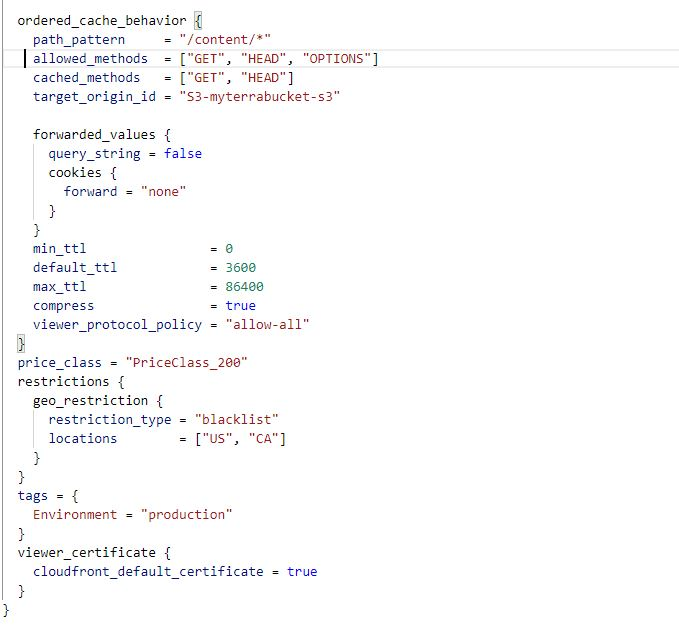 ordered_cache_behavior {
  path_pattern     = "/content/*"
  allowed_methods  = ["GET", "HEAD", "OPTIONS"]
  cached_methods   = ["GET", "HEAD"]
  target_origin_id = "S3-myterrabucket-s3"

  forwarded_values {
    query_string = false
    cookies {
      forward = "none"
    }
  }
  min_ttl                = 0
  default_ttl            = 3600
  max_ttl                = 86400
  compress               = true
  viewer_protocol_policy = "allow-all"
}
price_class = "PriceClass_200"
restrictions {
  geo_restriction {
    restriction_type = "blacklist"
    locations        = ["US", "CA"]
  }
}
tags = {
  Environment = "production"
}
viewer_certificate {
  cloudfront_default_certificate = true
}
}